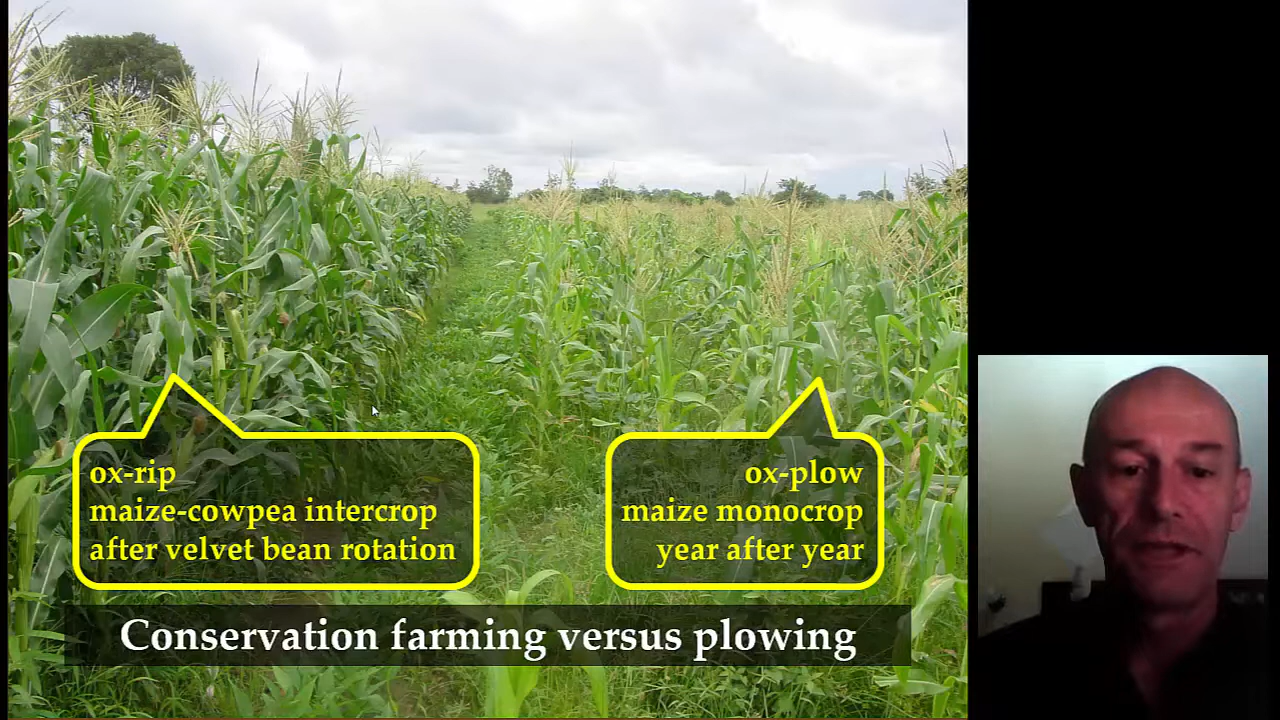 ox-rip
maize-cowpea intercrop
after velvet bean rotation
ox-plow
maize monocrop
year after year
Conservation farming versus plowing